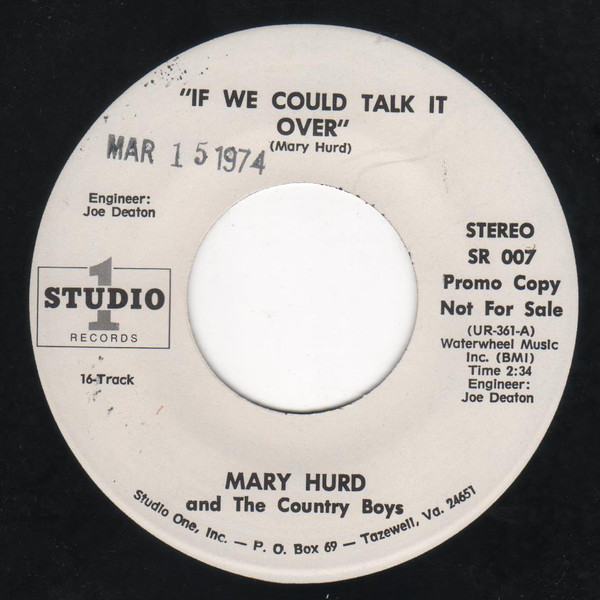 "IF WE COULD TALK IT
OVER"
(Mary Hurd)
MAR 15 1974
Engineer:
Joe Deaton
1
STUDIO
RECORDS
16-Track
STEREO
SR 007
Promo Copy
Not For Sale
(UR-361-A)
Waterwheel Music
Inc. (BMI)
Time 2:34
Engineer:
Joe Deaton
MARY HURD
and The Country Boys
Studio One, Inc. — P. O. Box 69 — Tazewell, Va. 24651